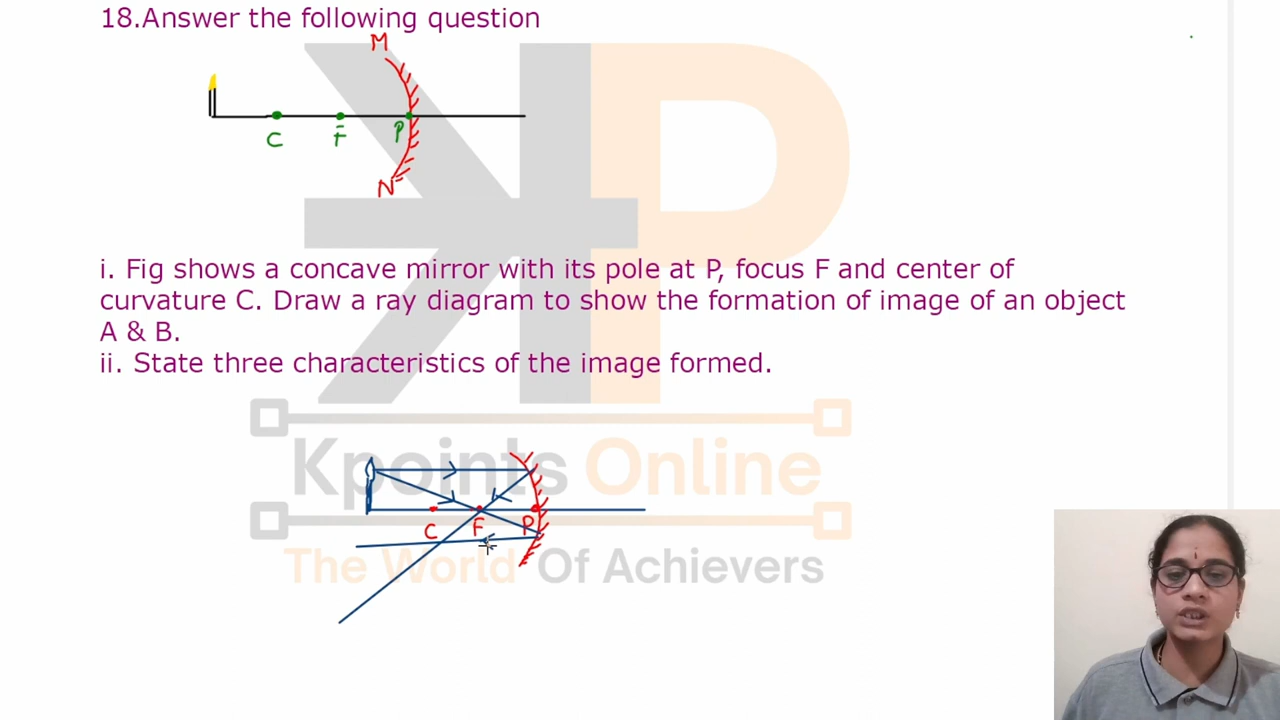 18.Answer the following question
M
C
F
P
N
i. Fig shows a concave mirror with its pole at P, focus F and center of
curvature C. Draw a ray diagram to show the formation of image of an object
A & B.
ii. State three characteristics of the image formed.
Kpoints Online
C
F
P
The World Of Achievers